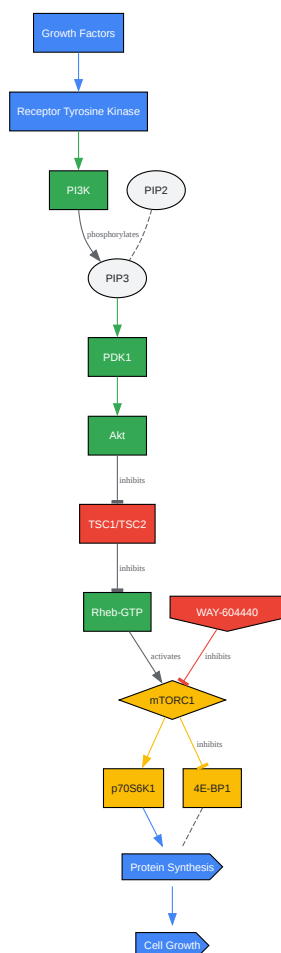 Growth Factors
Receptor Tyrosine Kinase
PI3K
PIP2
phosphorylates
PIP3
PDK1
Akt
inhibits
TSC1/TSC2
inhibits
Rheb-GTP
WAY-604440
activates
inhibits
mTORC1
inhibits
p70S6K1
4E-BP1
Protein Synthesis
Cell Growth